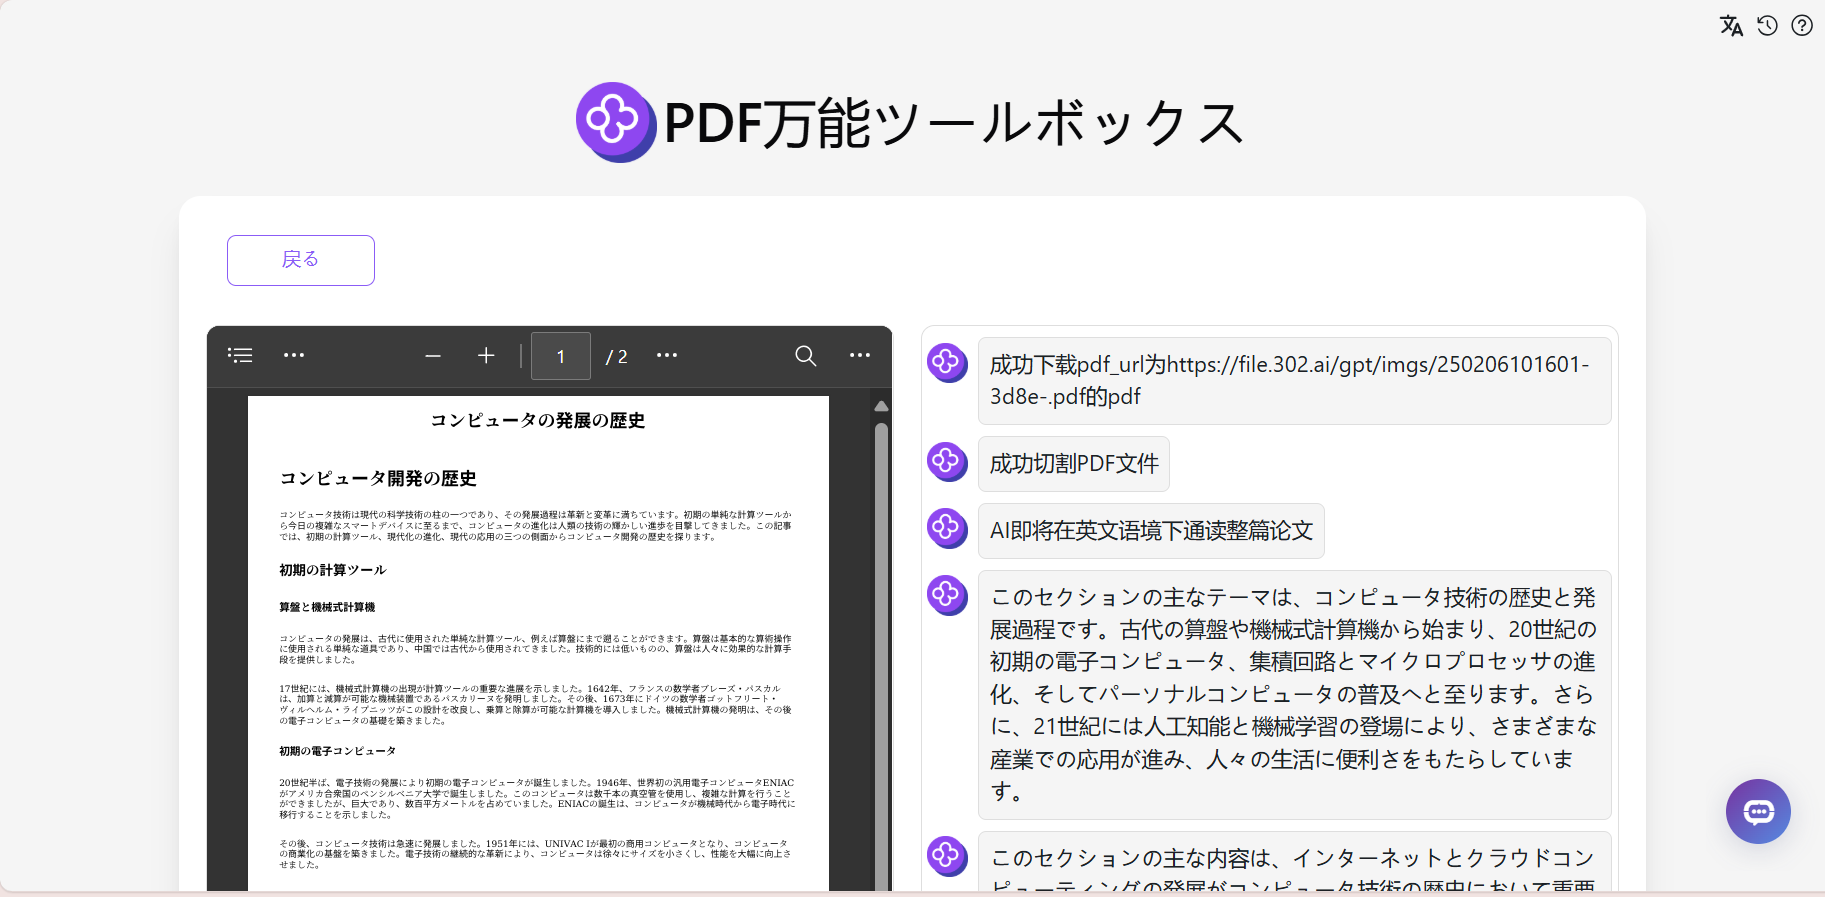 PDF万能ツールボックス
戻る
1
/ 2
コンピュータの発展の歴史
コンピュータ開発の歴史
コンピュータ技術は現代の科学技術の柱の一つであり、その発展過程は革新と変革に満ちています。初期の単純な計算ツールか
ら今日の複雑なスマートデバイスに至るまで、コンピュータの進化は人類の技術の輝かしい進歩を目撃してきました。この記事
では、初期の計算ツール、現代化の進化、現代の応用の三つの側面からコンピュータ開発の歴史を探ります。
初期の計算ツール
算盤と機械式計算機
コンピュータの発展は、古代に使用された単純な計算ツール、例えば算盤にまで遡ることができます。算盤は基本的な算術操作
に使用される単純な道具であり、中国では古代から使用されてきました。技術的には低いものの、算盤は人々に効果的な計算手
段を提供しました。
17世紀には、機械式計算機の出現が計算ツールの重要な進展を示しました。1642年、フランスの数学者ブレーズ・パスカル
は、加算と減算が可能な機械装置であるパスカリーヌを発明しました。その後、1673年にドイツの数学者ゴットフリート・
ヴィルヘルム・ライプニッツがこの設計を改良し、乗算と除算が可能な計算機を導入しました。機械式計算機の発明は、その後
の電子コンピュータの基礎を築きました。
初期の電子コンピュータ
20世紀半ば、電子技術の発展により初期の電子コンピュータが誕生しました。1946年、世界初の汎用電子コンピュータENIAC
がアメリカ合衆国のペンシルベニア大学で誕生しました。このコンピュータは数千本の真空管を使用し、複雑な計算を行うこと
ができましたが、巨大であり、数百平方メートルを占めていました。ENIACの誕生は、コンピュータが機械時代から電子時代に
移行することを示しました。
その後、コンピュータ技術は急速に発展しました。1951年には、UNIVAC Iが最初の商用コンピュータとなり、コンピュータ
の商業化の基盤を築きました。電子技術の継続的な革新により、コンピュータは徐々にサイズを小さくし、性能を大幅に向上さ
せました。
成功下载pdf_url为https://file.302.ai/gpt/imgs/250206101601-
3d8e-.pdf的pdf
成功切割PDF文件
AI即将在英文语境下通读整篇论文
このセクションの主なテーマは、コンピュータ技術の歴史と発
展過程です。古代の算盤や機械式計算機から始まり、20世紀の
初期の電子コンピュータ、集積回路とマイクロプロセッサの進
化、そしてパーソナルコンピュータの普及へと至ります。さら
に、21世紀には人工知能と機械学習の登場により、さまざまな
産業での応用が進み、人々の生活に便利さをもたらしていま
す。
このセクションの主な内容は、インターネットとクラウドコン
ピューティングの発展がコンピュータ技術の歴史において重要